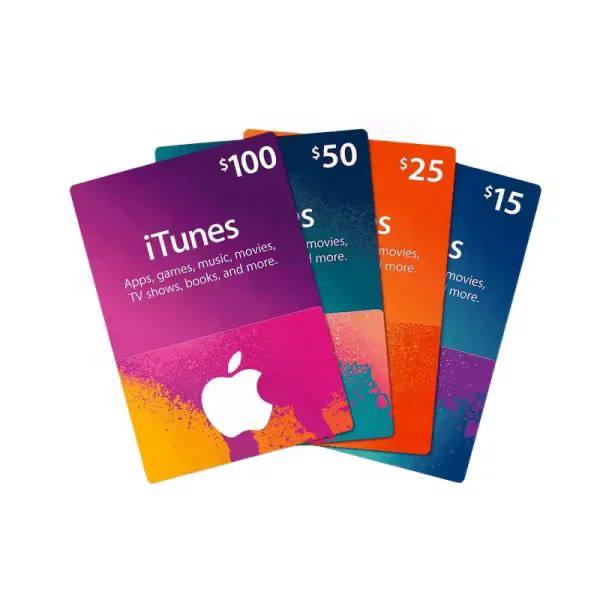 $100
iTunes
Apps, games, music, movies,
TV shows, books, and more.
$50
s
movies,
more.
$25
s
movies,
more.
$15
s
movies,
more.